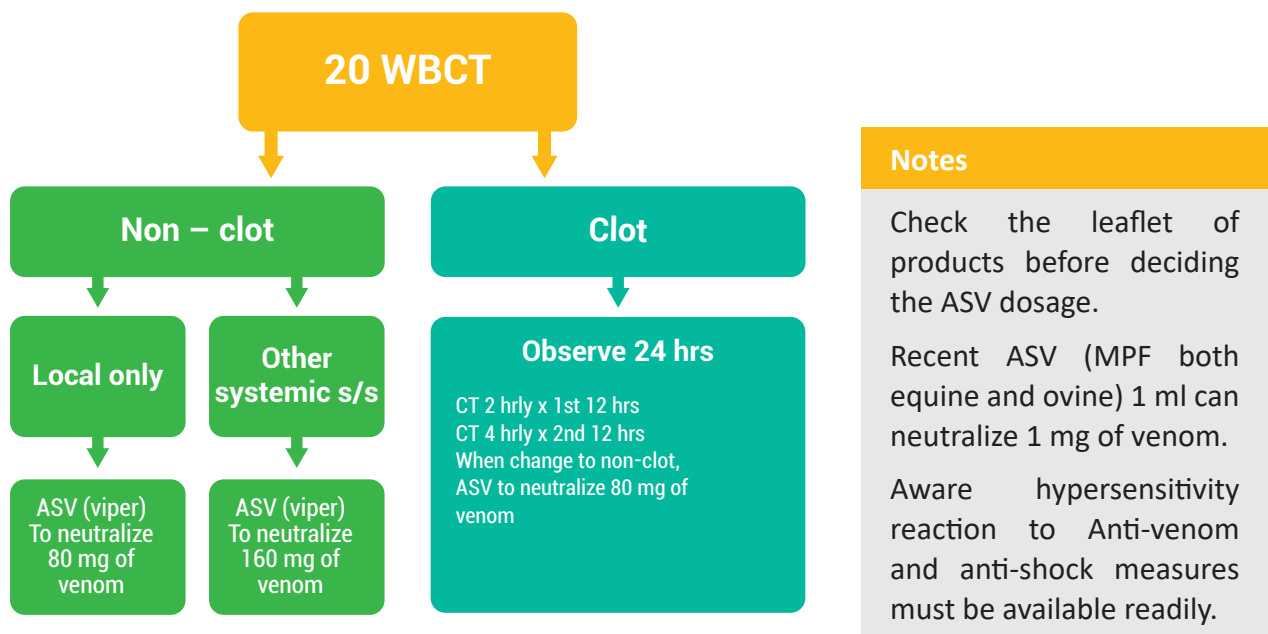 20 WBCT
Non – clot
Clot
Local only
Other
systemic s/s
ASV (viper)
To neutralize
80 mg of
venom
ASV (viper)
To neutralize
160 mg of
venom
Observe 24 hrs
CT 2 hrly x 1st 12 hrs
CT 4 hrly x 2nd 12 hrs
When change to non-clot,
ASV to neutralize 80 mg of
venom
Notes
Check the leaflet of
products before deciding
the ASV dosage.
Recent ASV (MPF both
equine and ovine) 1 ml can
neutralize 1 mg of venom.
Aware hypersensitivity
reaction to Anti-venom
and anti-shock measures
must be available readily.